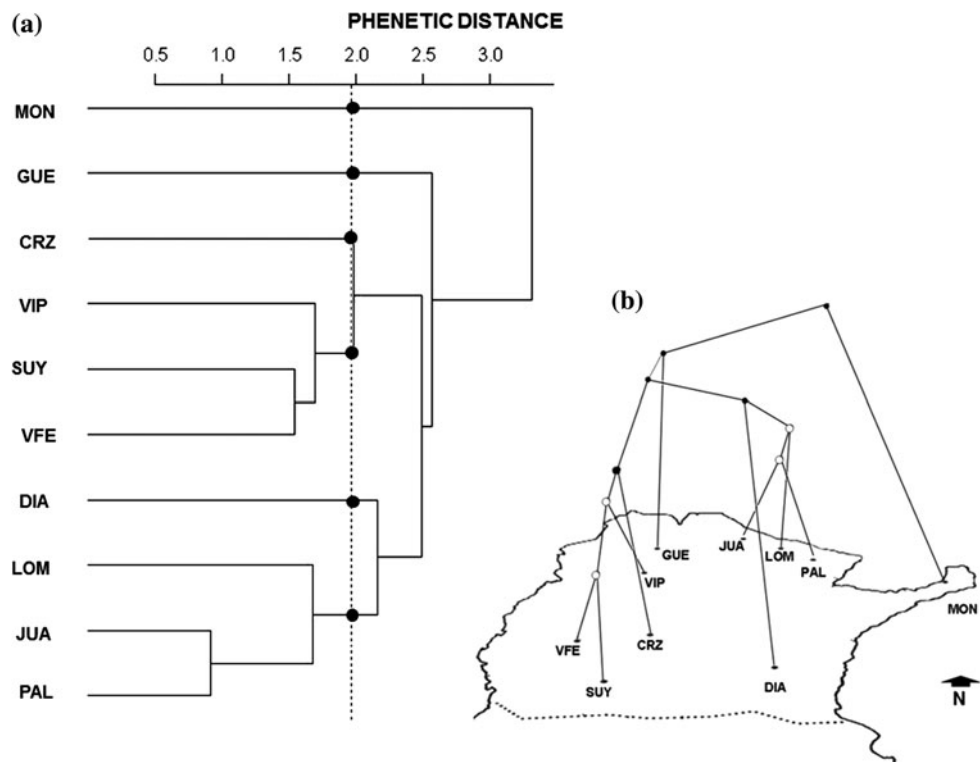 (a)
PHENETIC DISTANCE
0.5 1.0 1.5 2.0 2.5 3.0
MON
GUE
CRZ
VIP
SUY
VFE
DIA
LOM
JUA
PAL
(b)
GUE
JUA
LOM
PAL
VIP
MON
VFE
CRZ
SUY
DIA
N